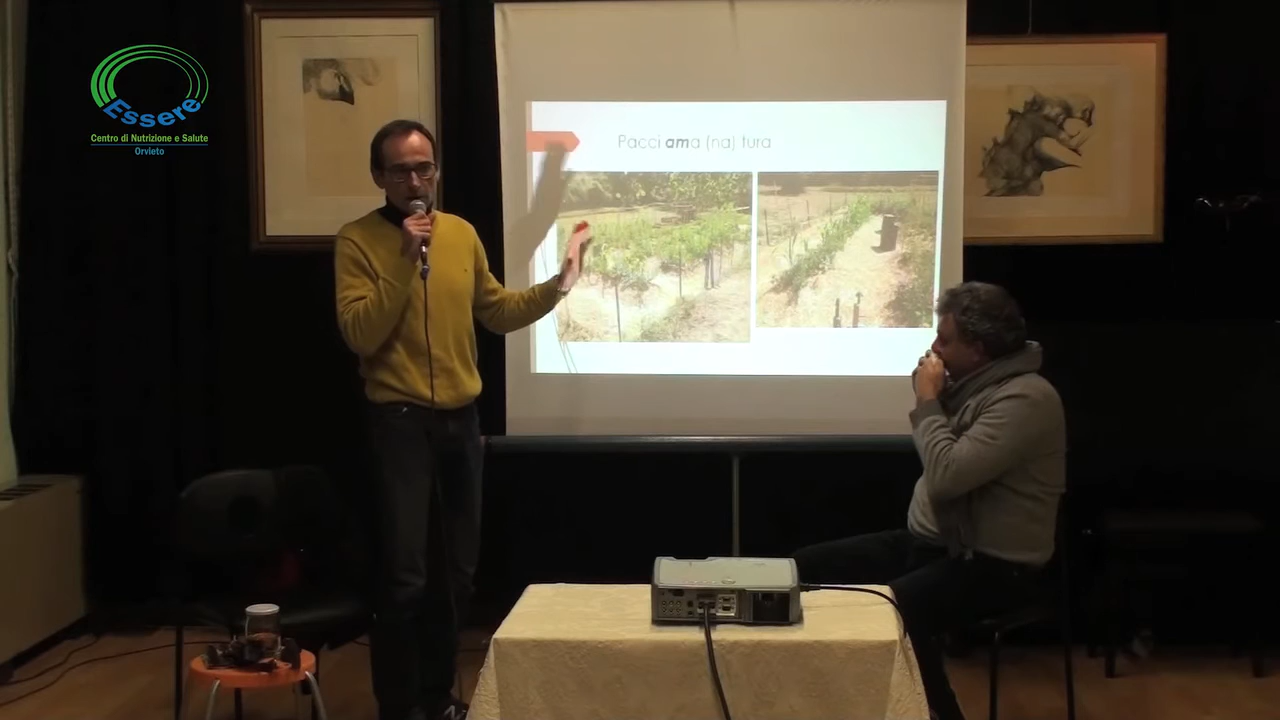 Essere
Centro di Nutrizione e Salute
Orvieto
Pacci ama (na) tura